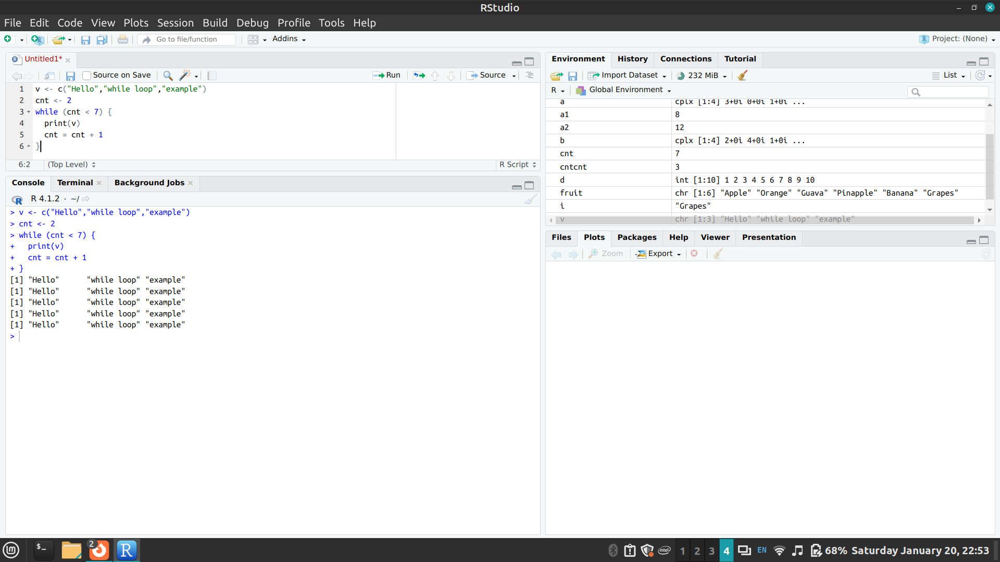 RStudio
File Edit Code View Plots Session Build Debug Profile Tools Help
Go to file/function Addins Project: (None)
Untitled1*
Source on Save Run Source
1 v <- c("Hello","while loop","example")
2 cnt <- 2
3 while (cnt < 7) {
4   print(v)
5   cnt = cnt + 1
6 }
6:2 (Top Level) R Script
Console Terminal Background Jobs
R 4.1.2 · ~/
> v <- c("Hello","while loop","example")
> cnt <- 2
> while (cnt < 7) {
+   print(v)
+   cnt = cnt + 1
+ }
[1] "Hello"      "while loop" "example"
[1] "Hello"      "while loop" "example"
[1] "Hello"      "while loop" "example"
[1] "Hello"      "while loop" "example"
[1] "Hello"      "while loop" "example"
>
Environment History Connections Tutorial
Import Dataset 232 MiB List
R Global Environment
a cplx [1:4] 3+0i 0+0i 1+0i ...
a1 8
a2 12
b cplx [1:4] 2+0i 4+0i 1+0i ...
cnt 7
cntcnt 3
d int [1:10] 1 2 3 4 5 6 7 8 9 10
fruit chr [1:6] "Apple" "Orange" "Guava" "Pinapple" "Banana" "Grapes"
i "Grapes"
v chr [1:3] "Hello" "while loop" "example"
Files Plots Packages Help Viewer Presentation
Zoom Export
$_ 2 R intel 1 2 3 4 EN 68% Saturday January 20, 22:53